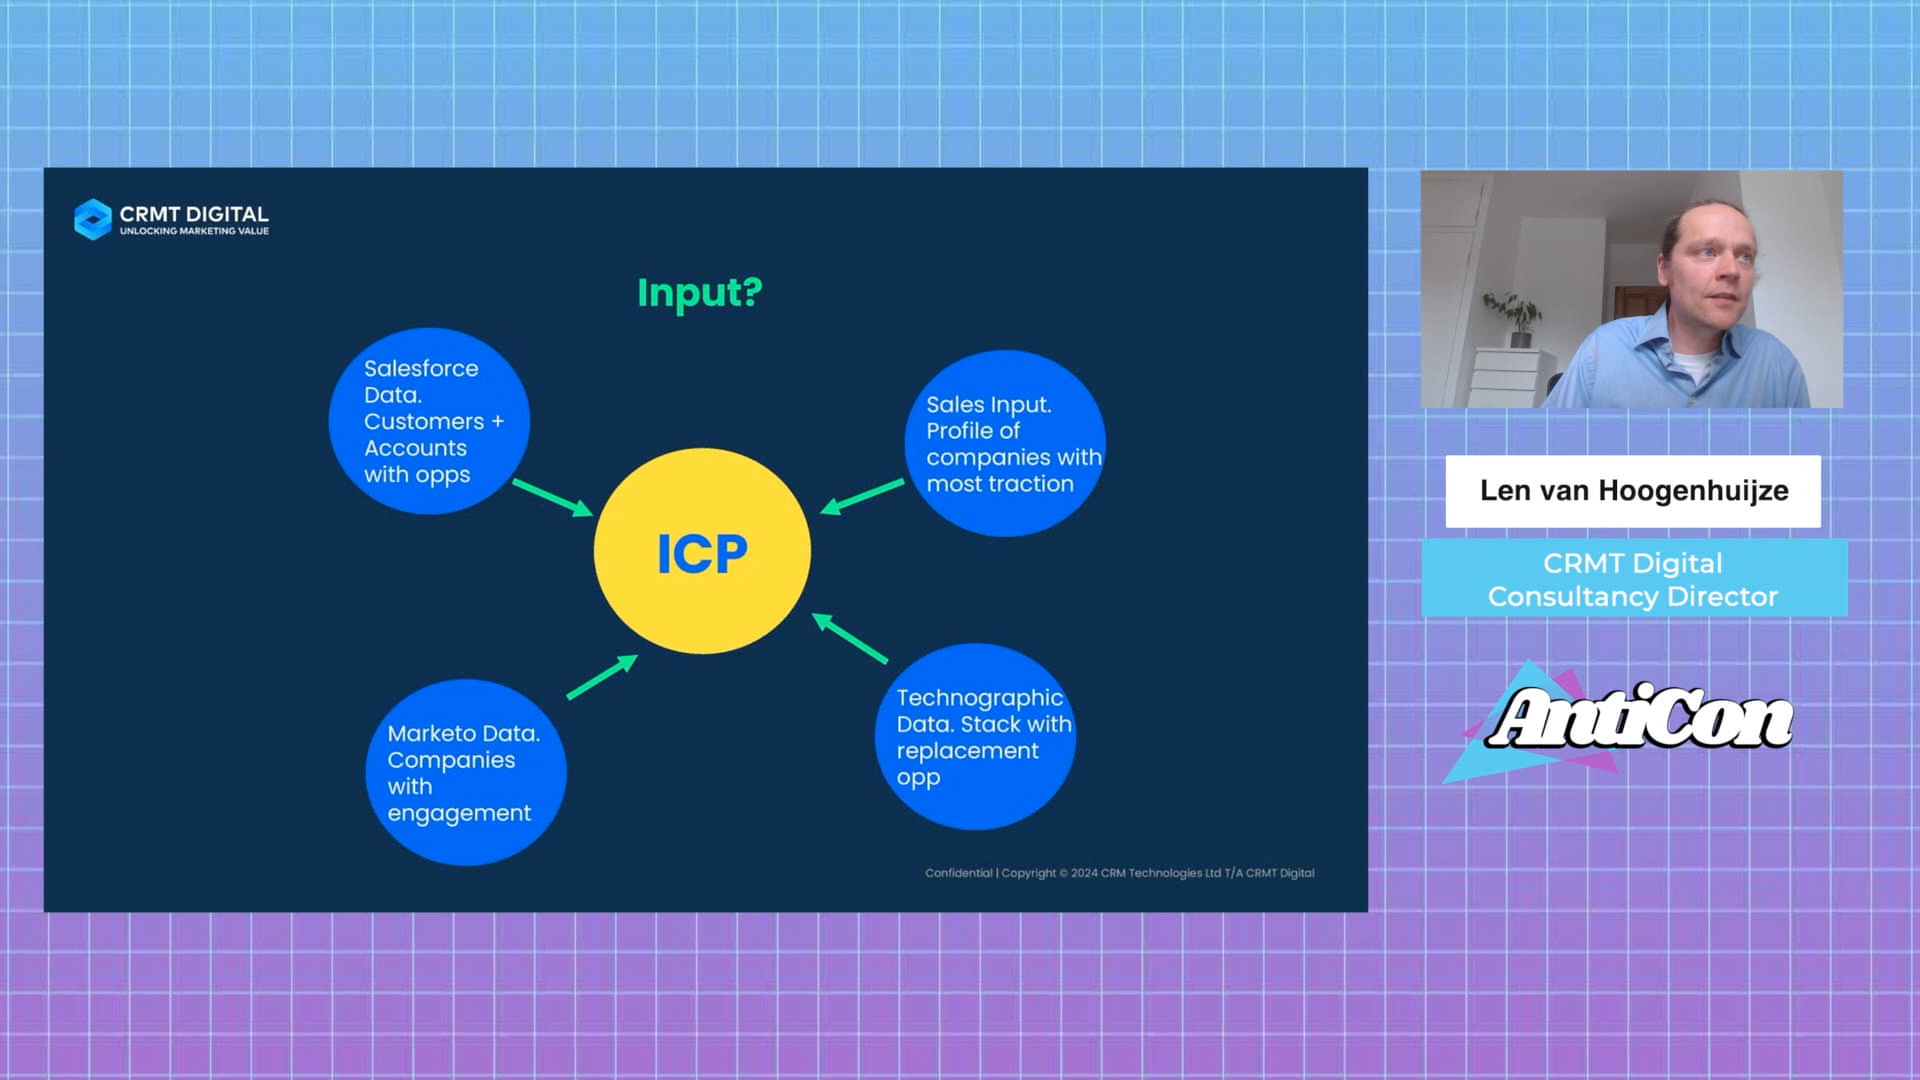 CRMT DIGITAL
UNLOCKING MARKETING VALUE
Input?
Salesforce
Data.
Customers +
Accounts
with opps
Sales Input.
Profile of
companies with
most traction
ICP
Marketo Data.
Companies
with
engagement
Technographic
Data. Stack with
replacement
opp
Confidential | Copyright © 2024 CRM Technologies Ltd T/A CRMT Digital
Len van Hoogenhuijze
CRMT Digital
Consultancy Director
AntiCon